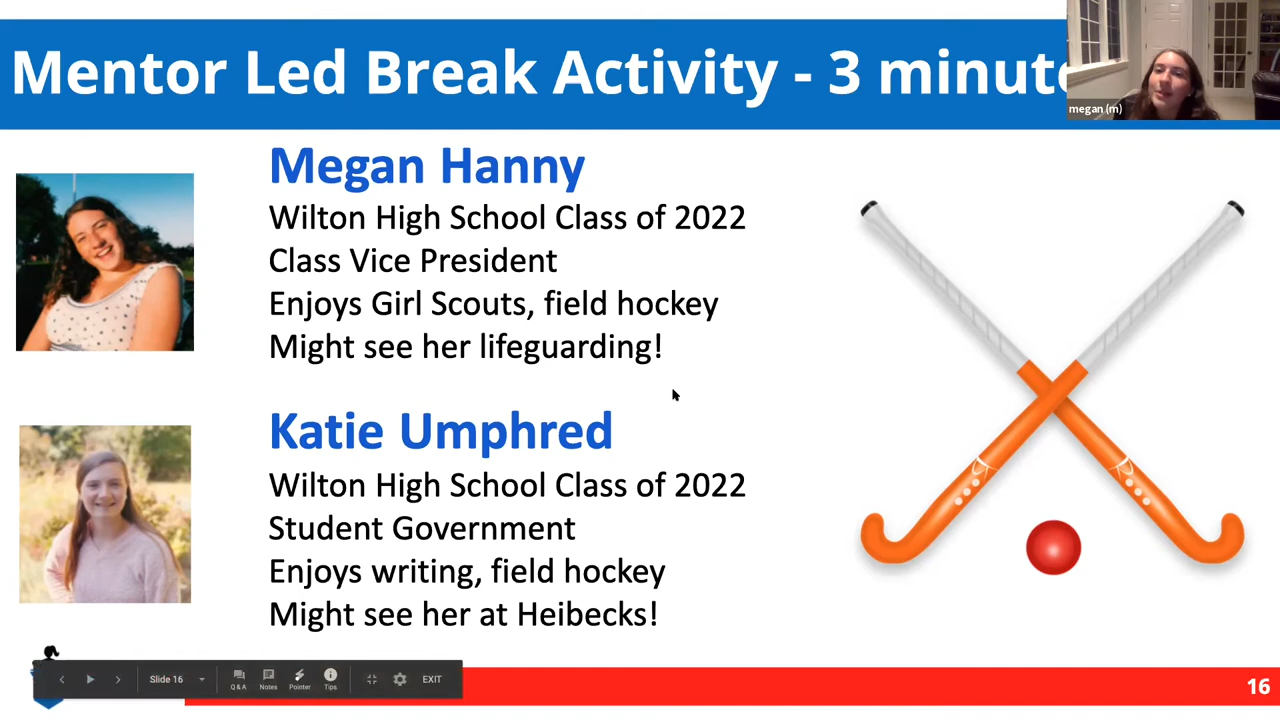 Mentor Led Break Activity - 3 minute
megan (m)
Megan Hanny
Wilton High School Class of 2022
Class Vice President
Enjoys Girl Scouts, field hockey
Might see her lifeguarding!
Katie Umphred
Wilton High School Class of 2022
Student Government
Enjoys writing, field hockey
Might see her at Heibecks!
Slide 16
Q & A
Notes
Pointer
Tips
EXIT
16